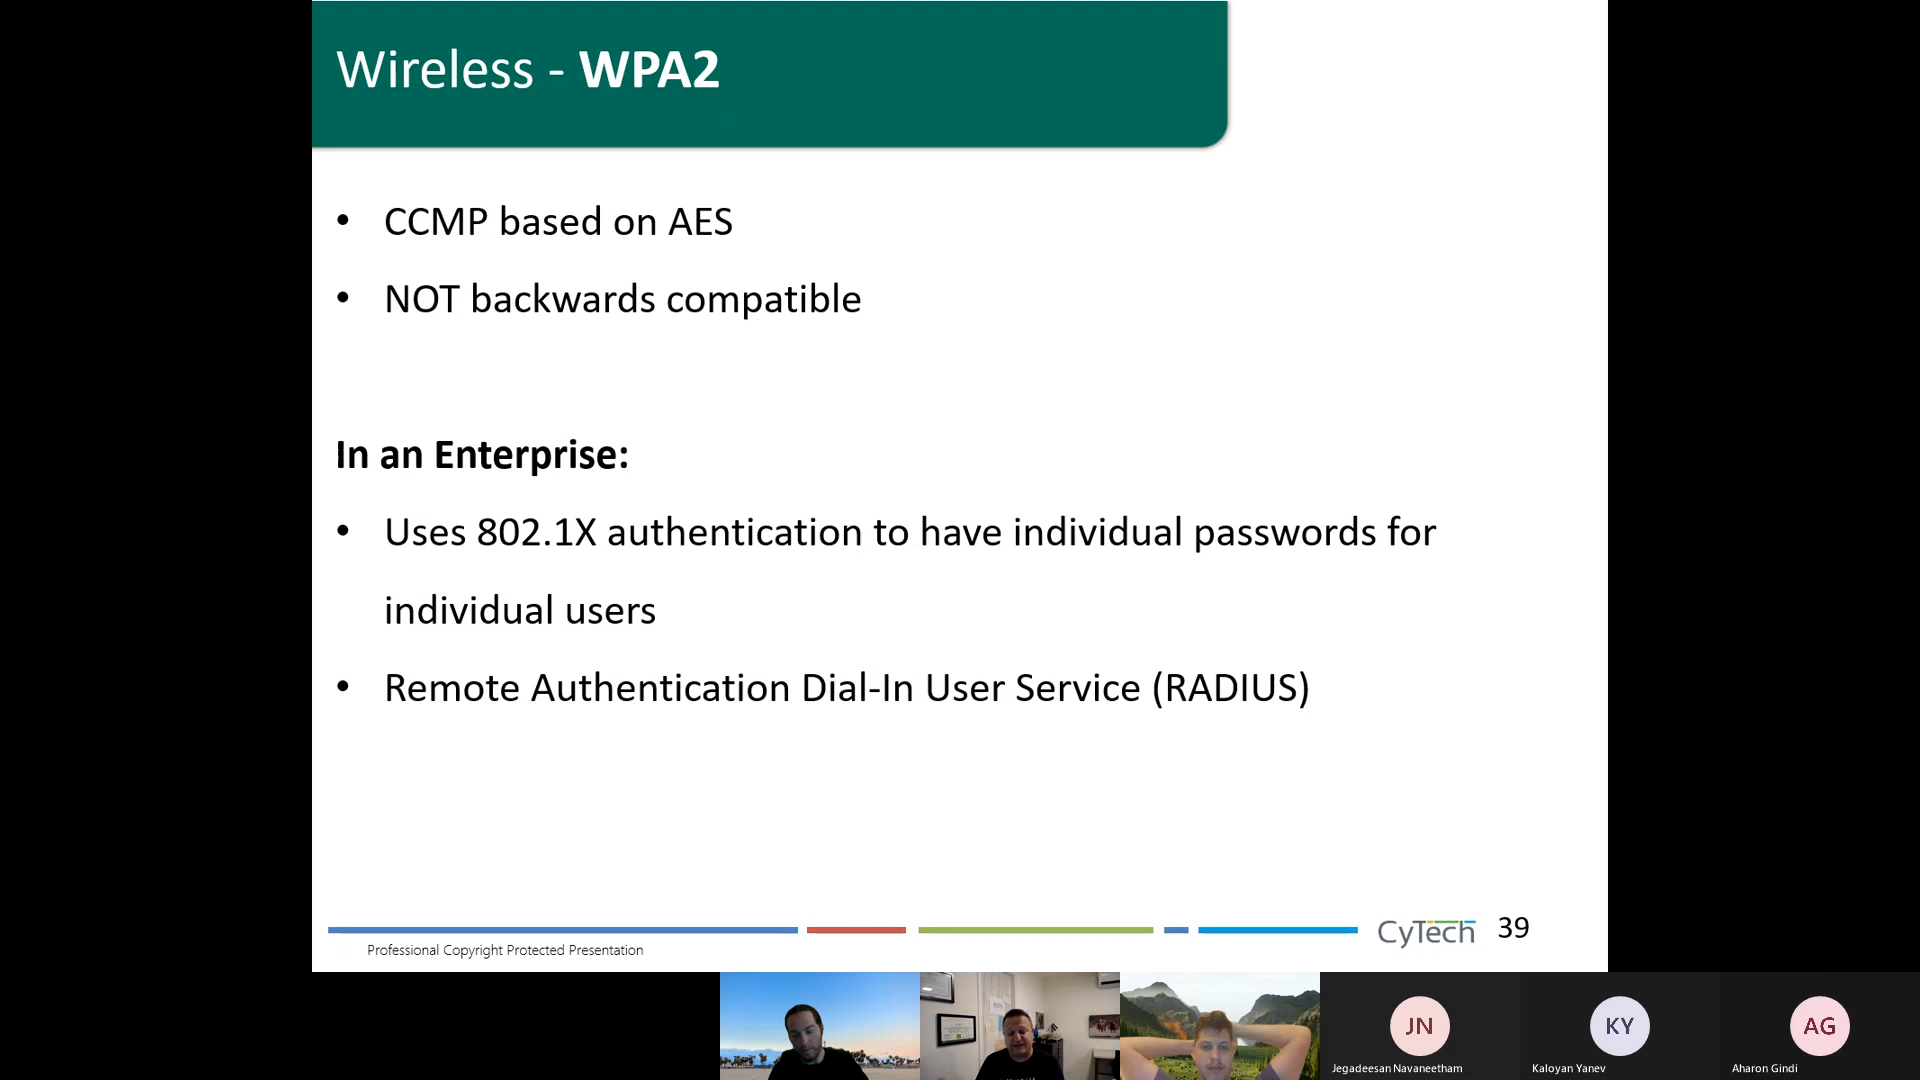 Wireless - WPA2
• CCMP based on AES
• NOT backwards compatible
In an Enterprise:
• Uses 802.1X authentication to have individual passwords for
individual users
• Remote Authentication Dial-In User Service (RADIUS)
CyTech 39
Professional Copyright Protected Presentation
JN
KY
AG
Jegadeesan Navaneetham
Kaloyan Yanev
Aharon Gindi